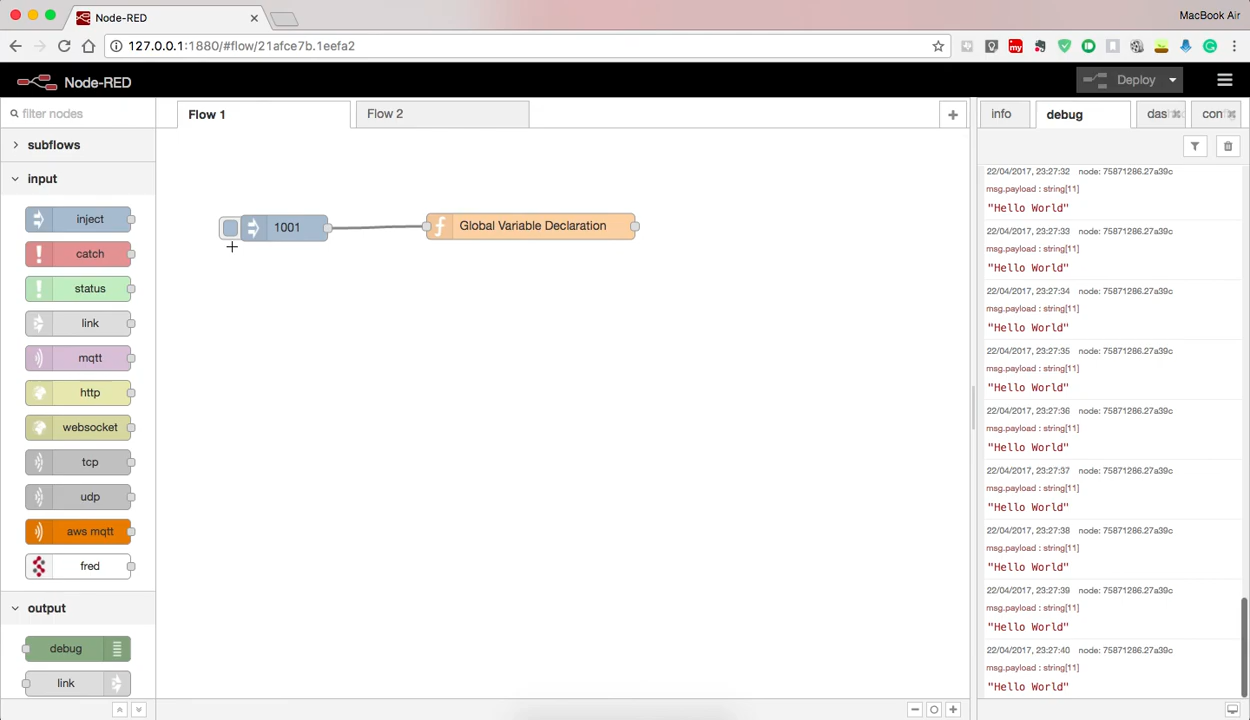 Node-RED
MacBook Air
127.0.0.1:1880/#flow/21afce7b.1eefa2
my
Node-RED
Deploy
filter nodes
Flow 1
Flow 2
info
debug
das
con
subflows
input
inject
catch
status
link
mqtt
http
websocket
tcp
udp
aws mqtt
fred
output
debug
link
1001
Global Variable Declaration
22/04/2017, 23:27:32 node: 75871286.27a39c
msg.payload : string[11]
"Hello World"
22/04/2017, 23:27:33 node: 75871286.27a39c
msg.payload : string[11]
"Hello World"
22/04/2017, 23:27:34 node: 75871286.27a39c
msg.payload : string[11]
"Hello World"
22/04/2017, 23:27:35 node: 75871286.27a39c
msg.payload : string[11]
"Hello World"
22/04/2017, 23:27:36 node: 75871286.27a39c
msg.payload : string[11]
"Hello World"
22/04/2017, 23:27:37 node: 75871286.27a39c
msg.payload : string[11]
"Hello World"
22/04/2017, 23:27:38 node: 75871286.27a39c
msg.payload : string[11]
"Hello World"
22/04/2017, 23:27:39 node: 75871286.27a39c
msg.payload : string[11]
"Hello World"
22/04/2017, 23:27:40 node: 75871286.27a39c
msg.payload : string[11]
"Hello World"